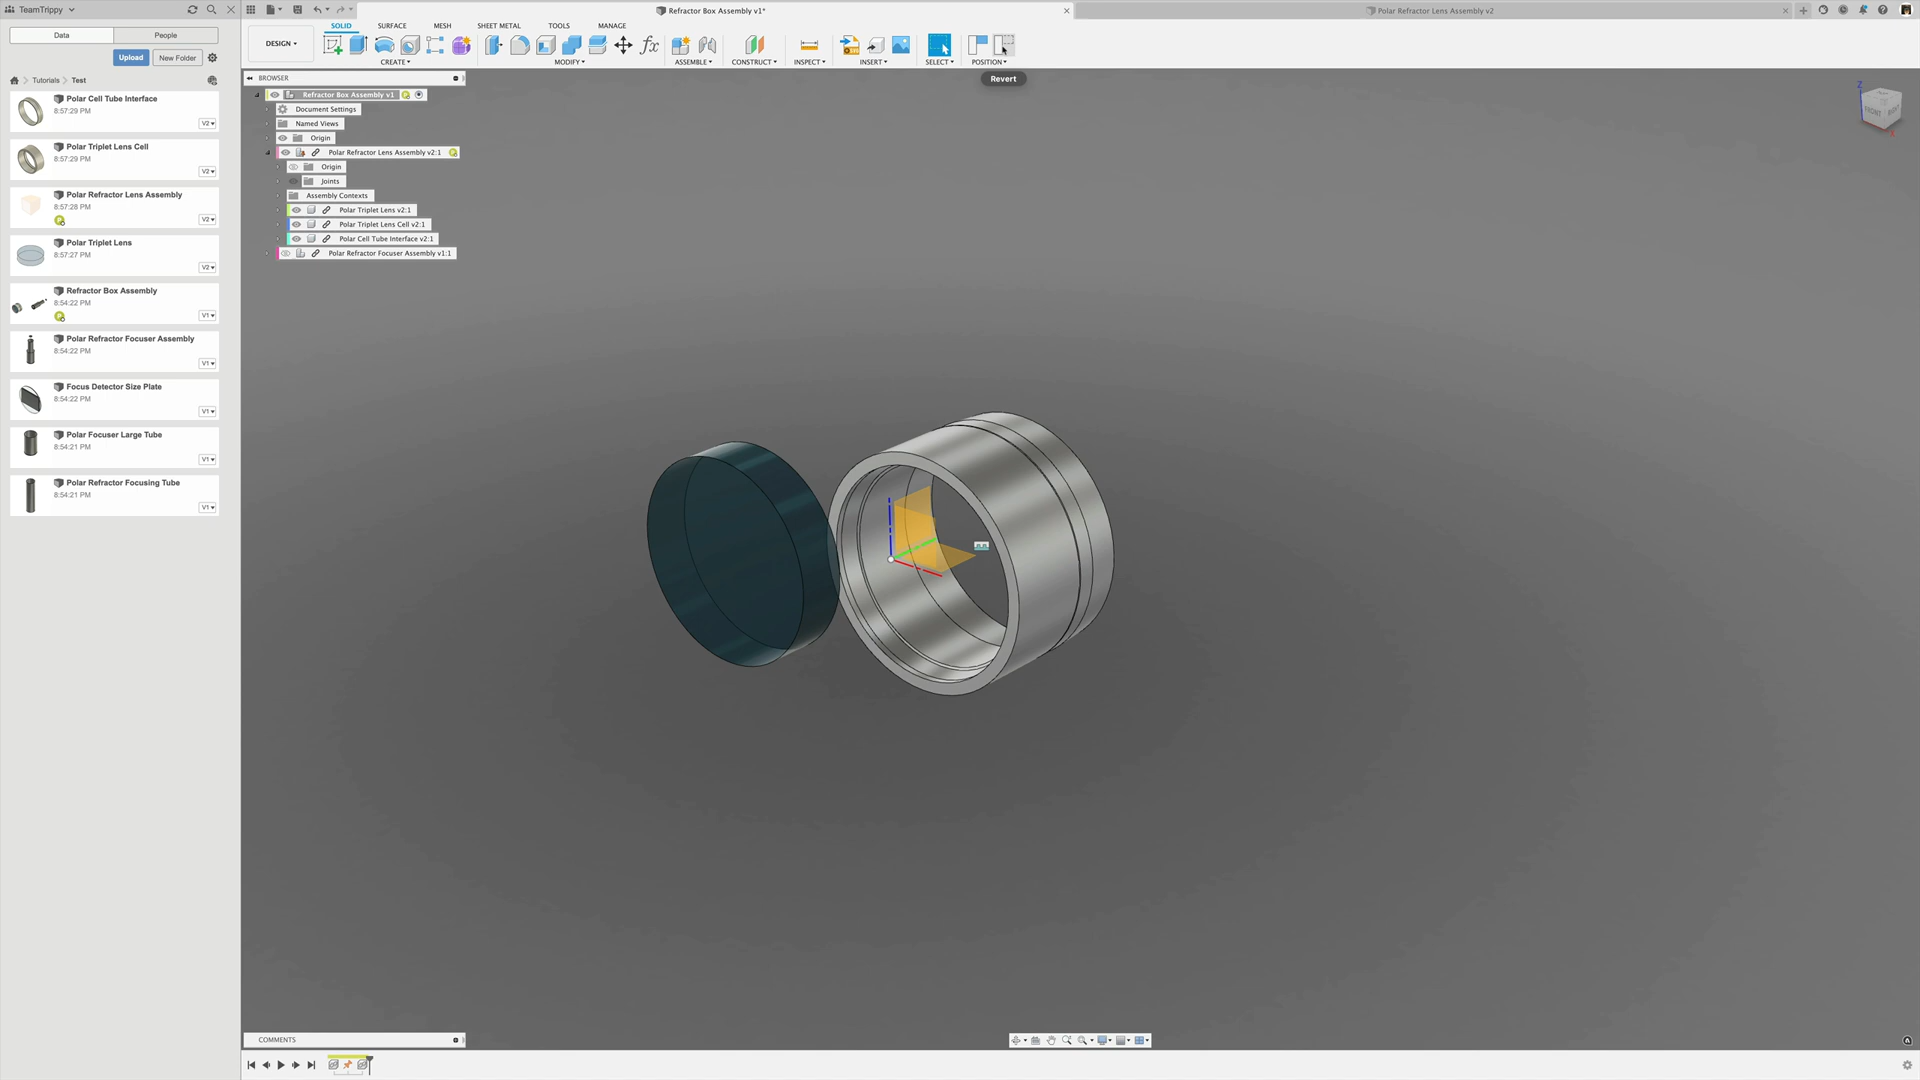 TeamTrippy
Data
People
Upload
New Folder
Tutorials
Test
Polar Cell Tube Interface
8:57:29 PM
V2
Polar Triplet Lens Cell
8:57:29 PM
V2
Polar Refractor Lens Assembly
8:57:28 PM
V2
Polar Triplet Lens
8:57:27 PM
V2
Refractor Box Assembly
8:54:22 PM
V1
Polar Refractor Focuser Assembly
8:54:22 PM
V1
Focus Detector Size Plate
8:54:22 PM
V1
Polar Focuser Large Tube
8:54:21 PM
V1
Polar Refractor Focusing Tube
8:54:21 PM
V1
Refractor Box Assembly v1*
Polar Refractor Lens Assembly v2
SOLID
SURFACE
MESH
SHEET METAL
TOOLS
MANAGE
DESIGN
CREATE
MODIFY
ASSEMBLE
CONSTRUCT
INSPECT
INSERT
SELECT
POSITION
Revert
BROWSER
Refractor Box Assembly v1
Document Settings
Named Views
Origin
Polar Refractor Lens Assembly v2:1
Origin
Joints
Assembly Contexts
Polar Triplet Lens v2:1
Polar Triplet Lens Cell v2:1
Polar Cell Tube Interface v2:1
Polar Refractor Focuser Assembly v1:1
Z
FRONT
RIGHT
X
COMMENTS